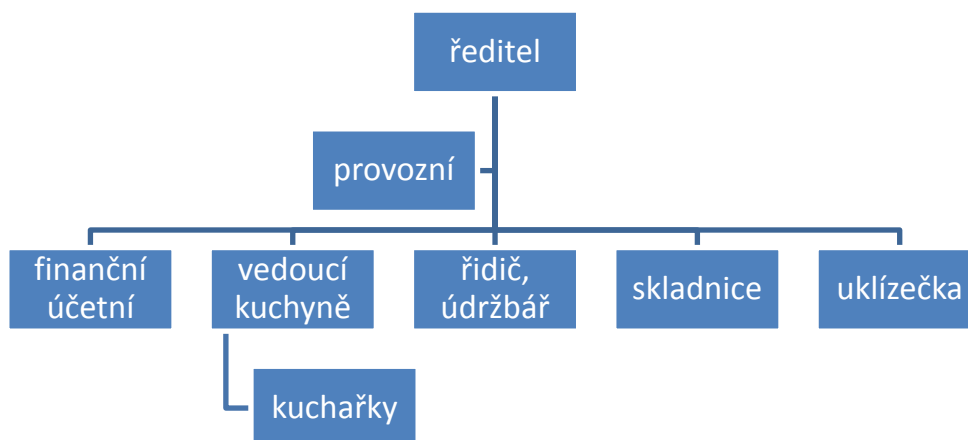 ředitel
provozní
finanční
účetní
vedoucí
kuchyně
řidič,
údržbář
skladnice
uklízečka
kuchařky